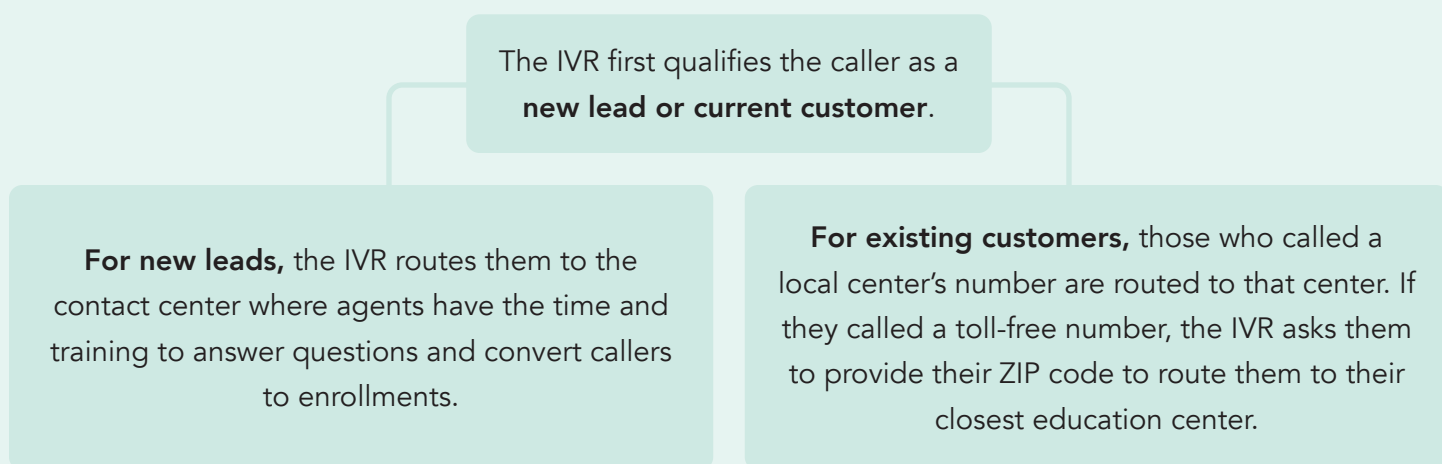 The IVR first qualifies the caller as a
new lead or current customer.
For new leads, the IVR routes them to the
contact center where agents have the time and
training to answer questions and convert callers
to enrollments.
For existing customers, those who called a
local center’s number are routed to that center. If
they called a toll-free number, the IVR asks them
to provide their ZIP code to route them to their
closest education center.